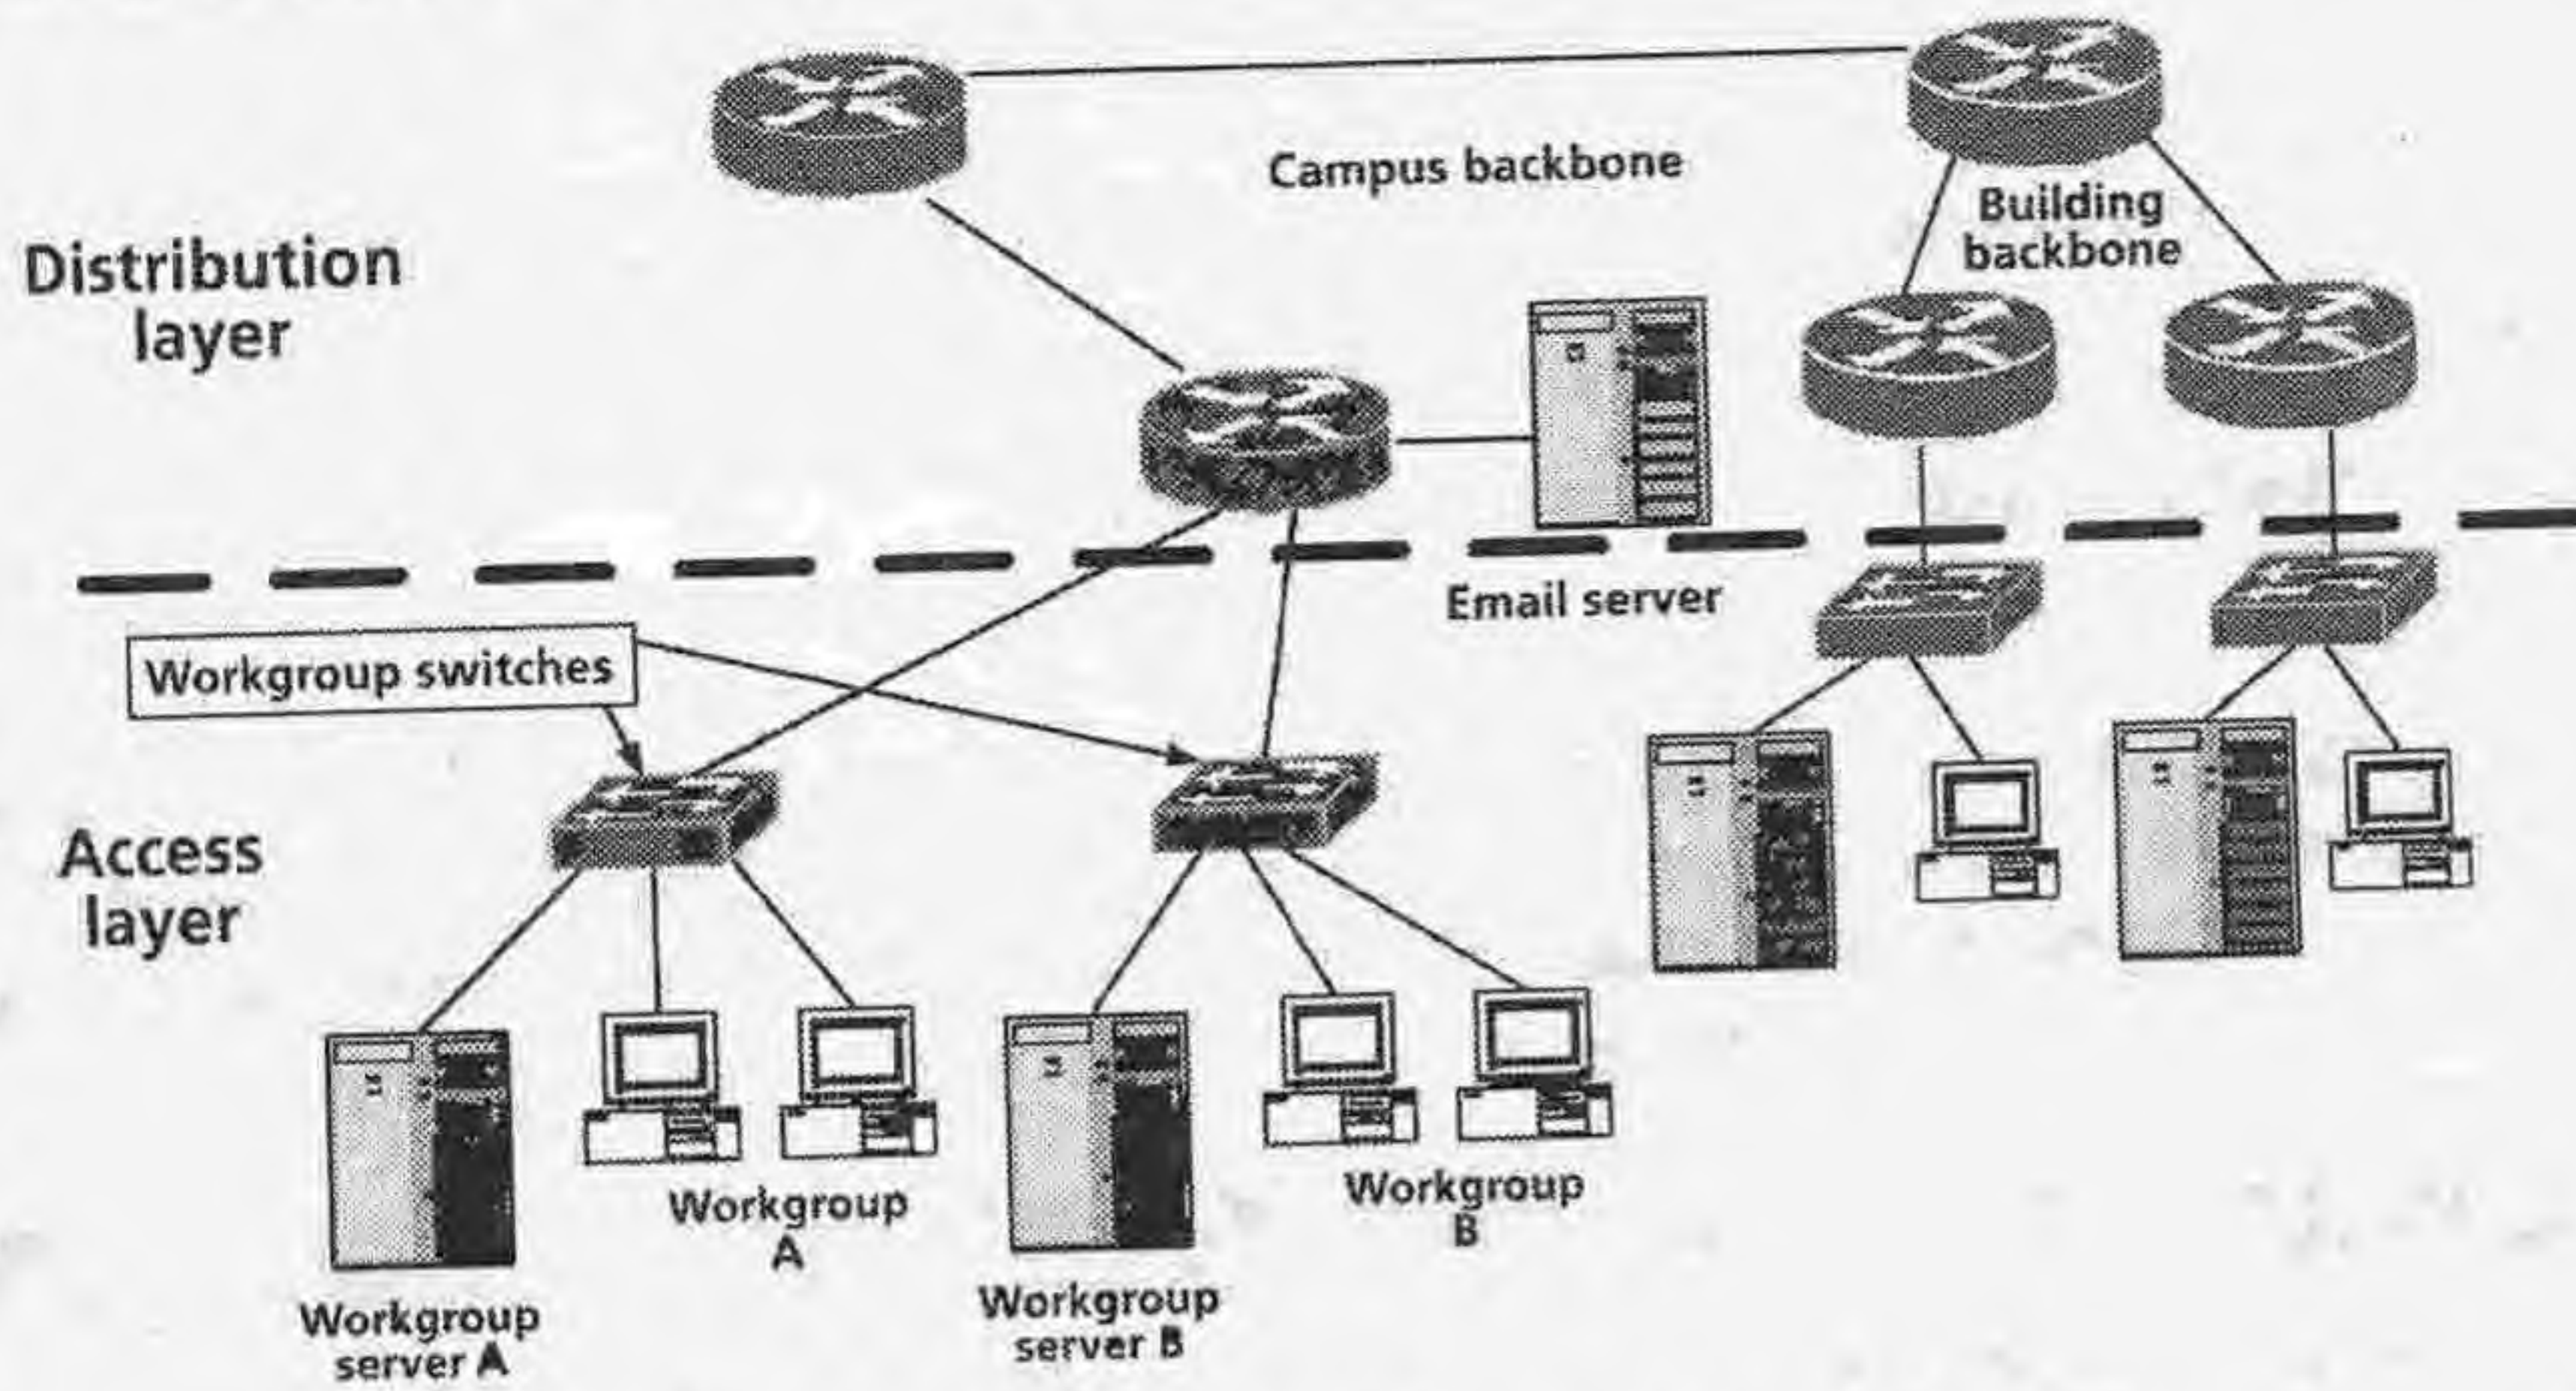 Campus backbone
Building
backbone
Distribution
layer
Email server
Workgroup switches
Access
layer
Workgroup
A
Workgroup
B
Workgroup
server A
Workgroup
server B